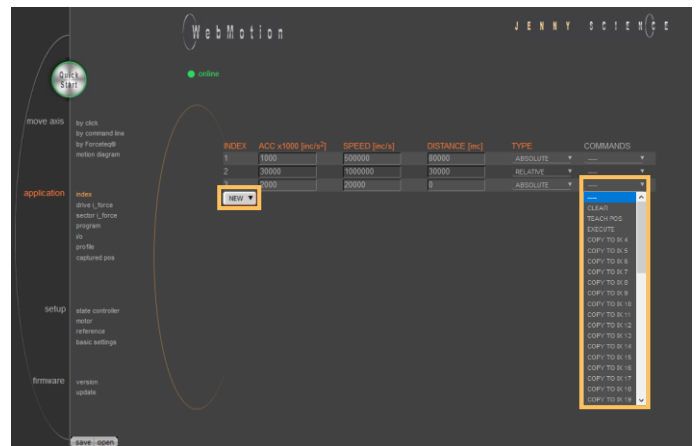 WebMotion
JENNY SCIENCE
Quick
Start
online
move axis
by click
by command line
by Forceteq®
motion diagram
INDEX ACC x1000 [inc/s²] SPEED [inc/s] DISTANCE [inc] TYPE COMMANDS
1 1000 500000 80000 ABSOLUTE ----
2 30000 1000000 30000 RELATIVE ----
3 2000 20000 0 ABSOLUTE ----
NEW
----
CLEAR
TEACH POS
EXECUTE
COPY TO IX 4
COPY TO IX 5
COPY TO IX 6
COPY TO IX 7
COPY TO IX 8
COPY TO IX 9
COPY TO IX 10
COPY TO IX 11
COPY TO IX 12
COPY TO IX 13
COPY TO IX 14
COPY TO IX 15
COPY TO IX 16
COPY TO IX 17
COPY TO IX 18
COPY TO IX 19
application
index
drive i_force
sector i_force
program
i/o
profile
captured pos
setup
state controller
motor
reference
basic settings
firmware
version
update
save open